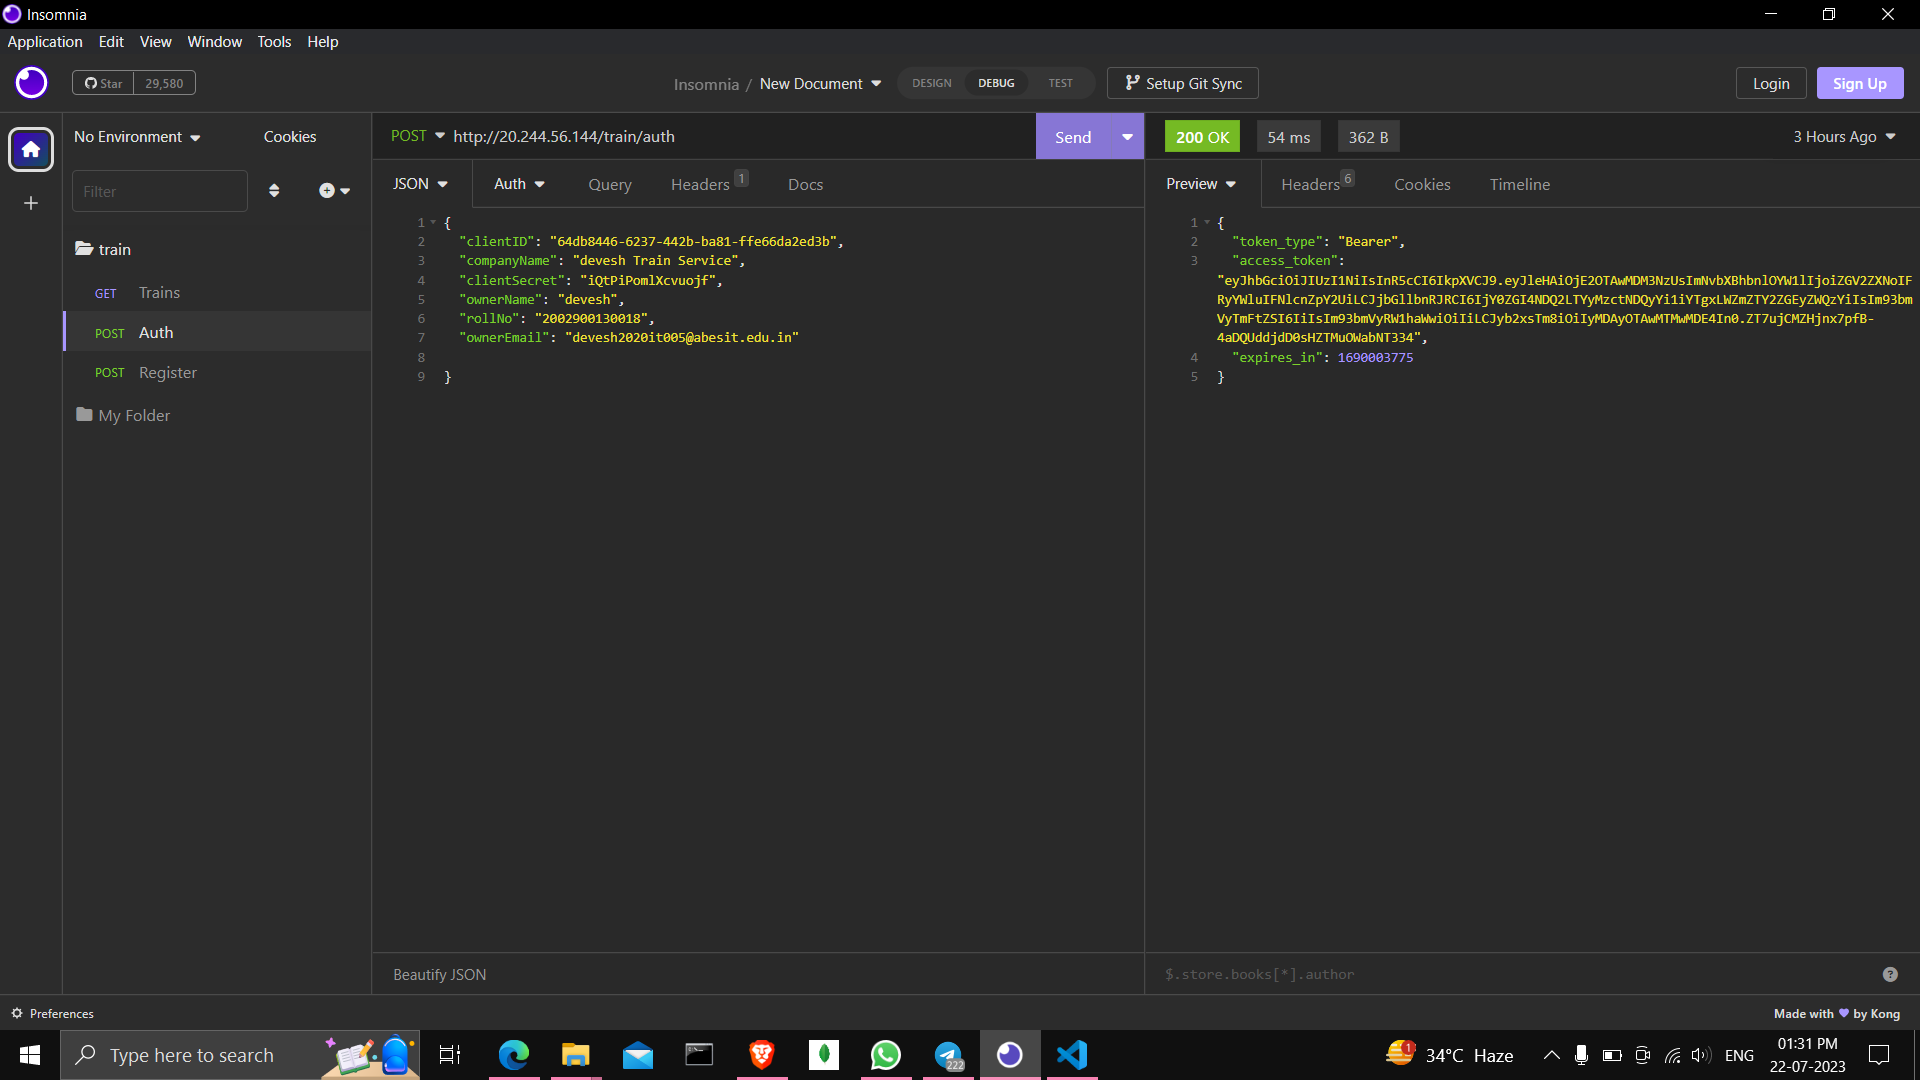 Insomnia
Application Edit View Window Tools Help
Star 29,580
Insomnia / New Document
DESIGN DEBUG TEST
Setup Git Sync
Login Sign Up
No Environment Cookies
Filter
train
GET Trains
POST Auth
POST Register
My Folder
POST http://20.244.56.144/train/auth Send
JSON Auth Query Headers 1 Docs
1 {
2 "clientID": "64db8446-6237-442b-ba81-ffe66da2ed3b",
3 "companyName": "devesh Train Service",
4 "clientSecret": "iQtPiPomlXcvuojf",
5 "ownerName": "devesh",
6 "rollNo": "2002900130018",
7 "ownerEmail": "devesh2020it005@abesit.edu.in"
8
9 }
Beautify JSON
200 OK 54 ms 362 B 3 Hours Ago
Preview Headers 6 Cookies Timeline
1 {
2 "token_type": "Bearer",
3 "access_token":
"eyJhbGciOiJIUzI1NiIsInR5cCI6IkpXVCJ9.eyJleHAiOjE2OTAwMDM3NzUsImNvbXBhbnlOYW1lIjoiZGV2ZXNoIF
RyYWluIFNlcnZpY2UiLCJjbGllbnRJRCI6IjY0ZGI4NDQ2LTYyMzctNDQyYi1iYTgxLWZmZTY2ZGEyZWQzYiIsIm93bm
VyTmFtZSI6IiIsIm93bmVyRW1haWwiOiIiLCJyb2xsTm8iOiIyMDAyOTAwMTMwMDE4In0.ZT7ujCMZHjnx7pfB-
4aDQUddjdD0sHZTMuOWabNT334",
4 "expires_in": 1690003775
5 }
$.store.books[*].author
Preferences
Made with by Kong
Type here to search
222
1
34°C Haze
ENG
01:31 PM
22-07-2023